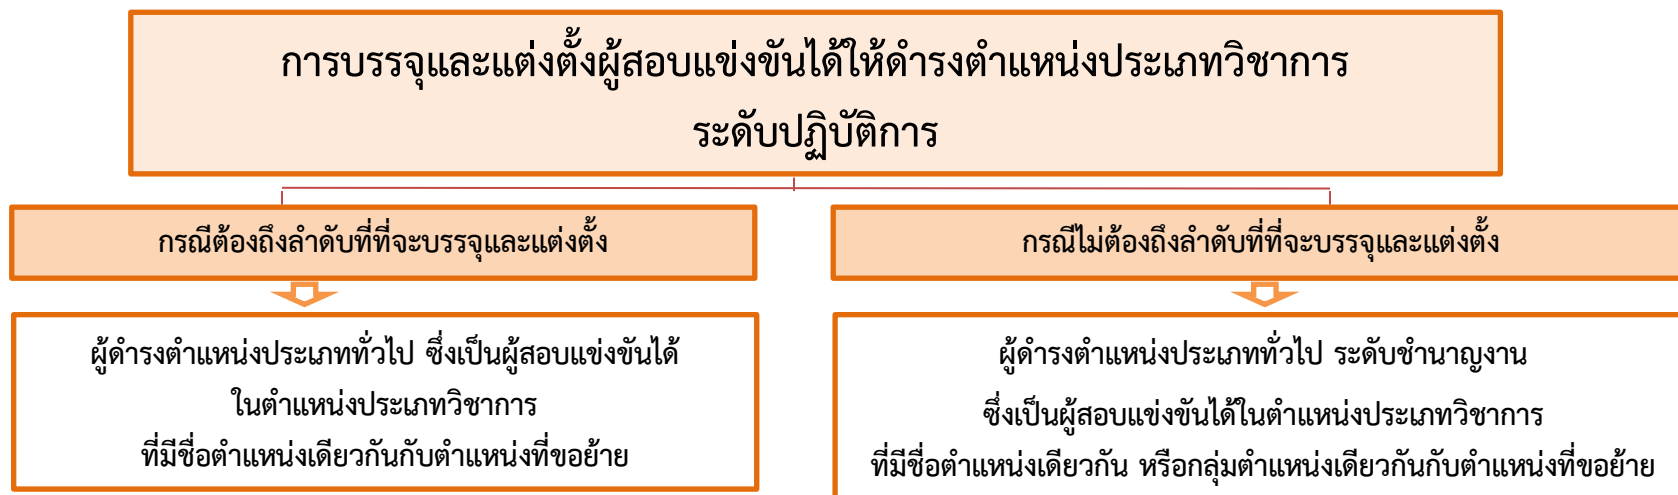 การบรรจุและแต่งตั้งผู้สอบแข่งขันได้ให้ดำรงตำแหน่งประเภทวิชาการ
ระดับปฏิบัติการ
กรณีต้องถึงลำดับที่ที่จะบรรจุและแต่งตั้ง
ผู้ดำรงตำแหน่งประเภททั่วไป ซึ่งเป็นผู้สอบแข่งขันได้
ในตำแหน่งประเภทวิชาการ
ที่มีชื่อตำแหน่งเดียวกันกับตำแหน่งที่ขอย้าย
กรณีไม่ต้องถึงลำดับที่ที่จะบรรจุและแต่งตั้ง
ผู้ดำรงตำแหน่งประเภททั่วไป ระดับชำนาญงาน
ซึ่งเป็นผู้สอบแข่งขันได้ในตำแหน่งประเภทวิชาการ
ที่มีชื่อตำแหน่งเดียวกัน หรือกลุ่มตำแหน่งเดียวกันกับตำแหน่งที่ขอย้าย